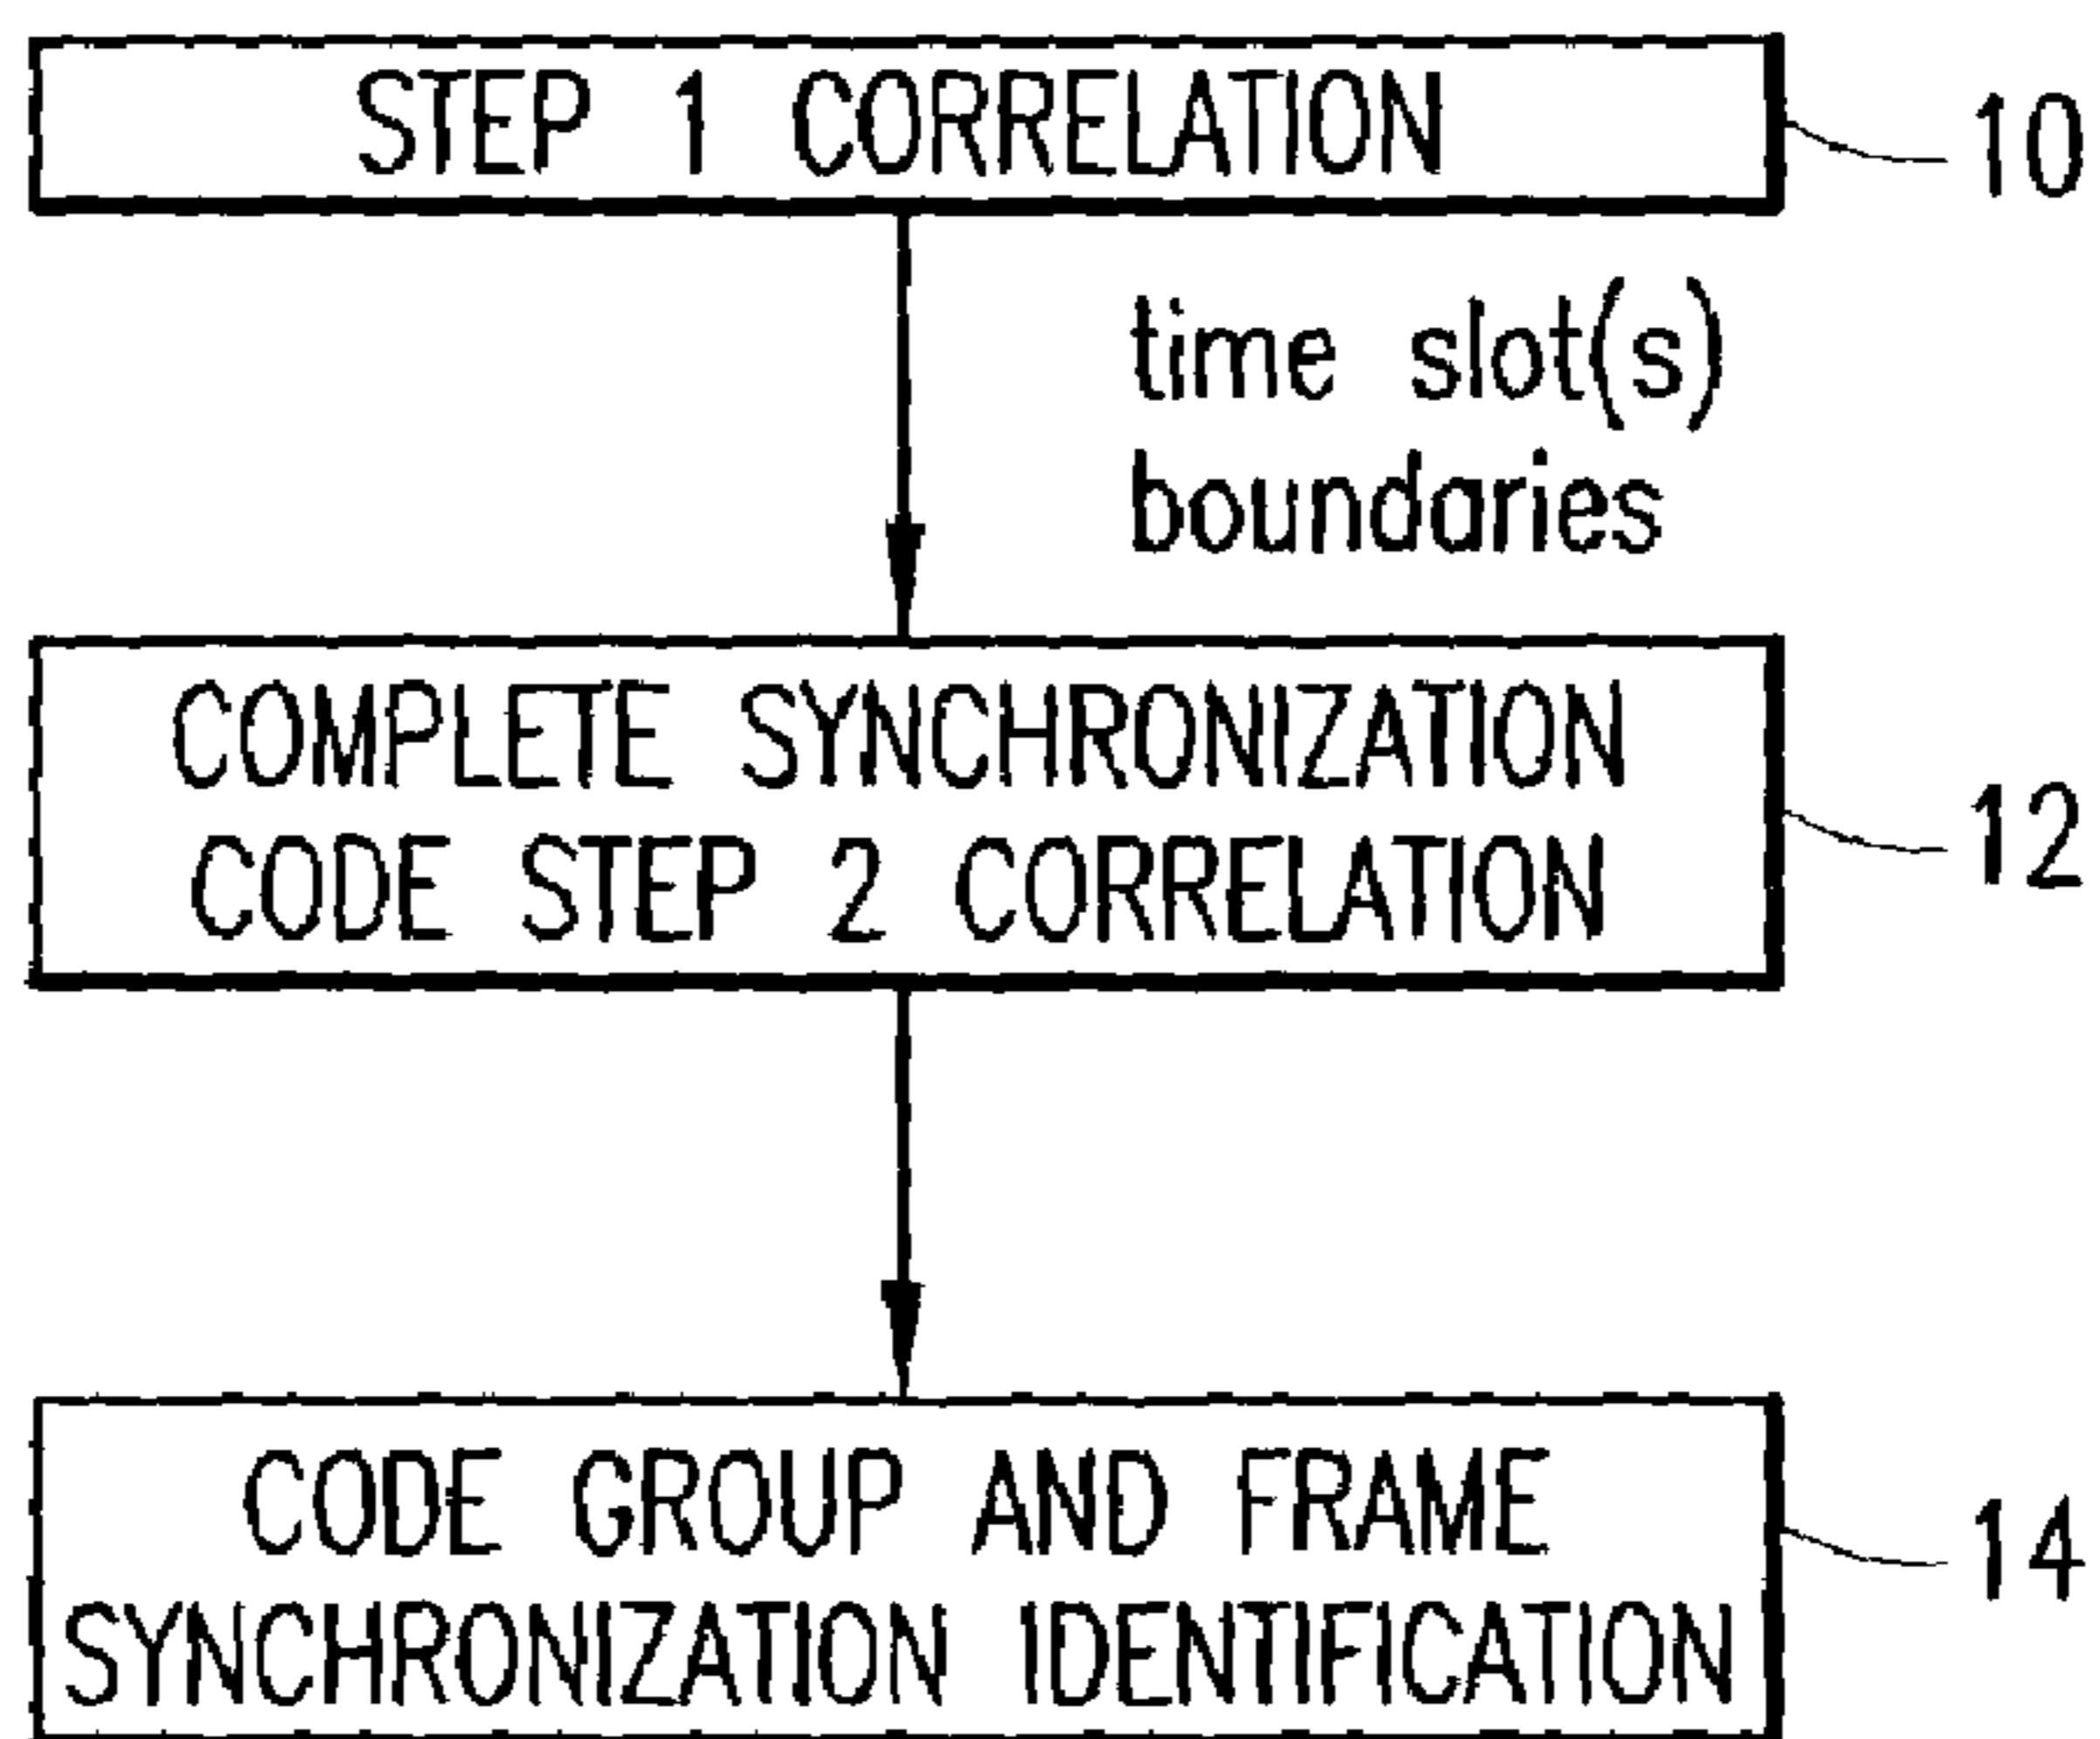 STEP 1 CORRELATION
10
time slot(s)
boundaries
COMPLETE SYNCHRONIZATION
CODE STEP 2 CORRELATION
12
CODE GROUP AND FRAME
SYNCHRONIZATION IDENTIFICATION
14